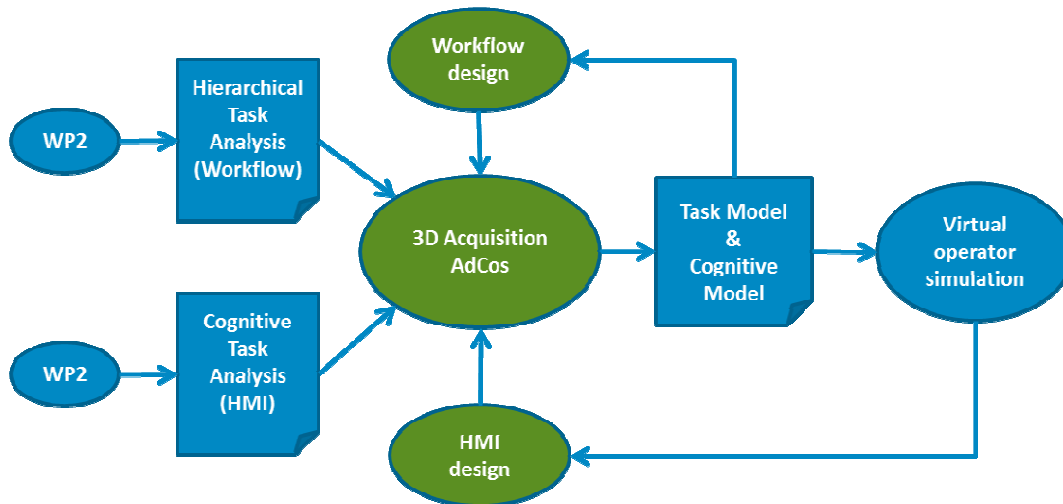 WP2
Hierarchical
Task
Analysis
(Workflow)
WP2
Cognitive
Task
Analysis
(HMI)
Workflow
design
3D Acquisition
AdCos
HMI
design
Task Model
&
Cognitive
Model
Virtual
operator
simulation